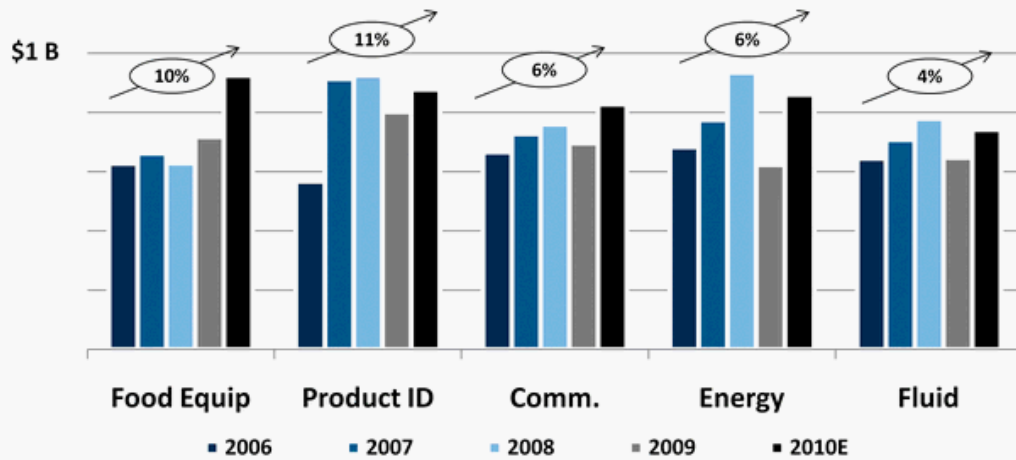 $1 B
10%
11%
6%
6%
4%
Food Equip
Product ID
Comm.
Energy
Fluid
2006
2007
2008
2009
2010E